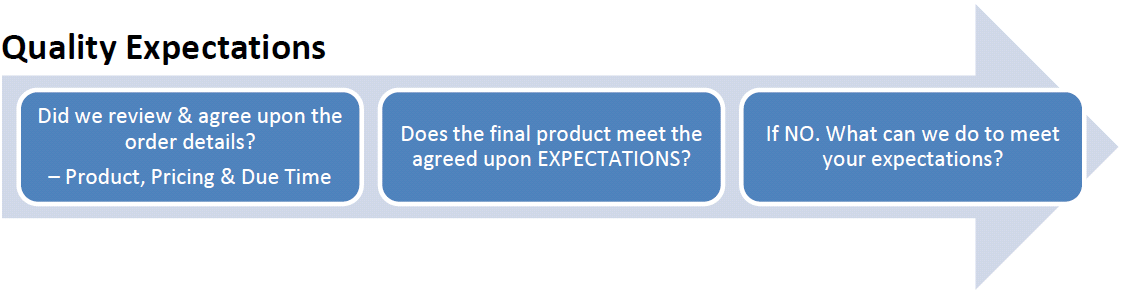 Quality Expectations
Did we review & agree upon the
order details?
– Product, Pricing & Due Time
Does the final product meet the
agreed upon EXPECTATIONS?
If NO. What can we do to meet
your expectations?